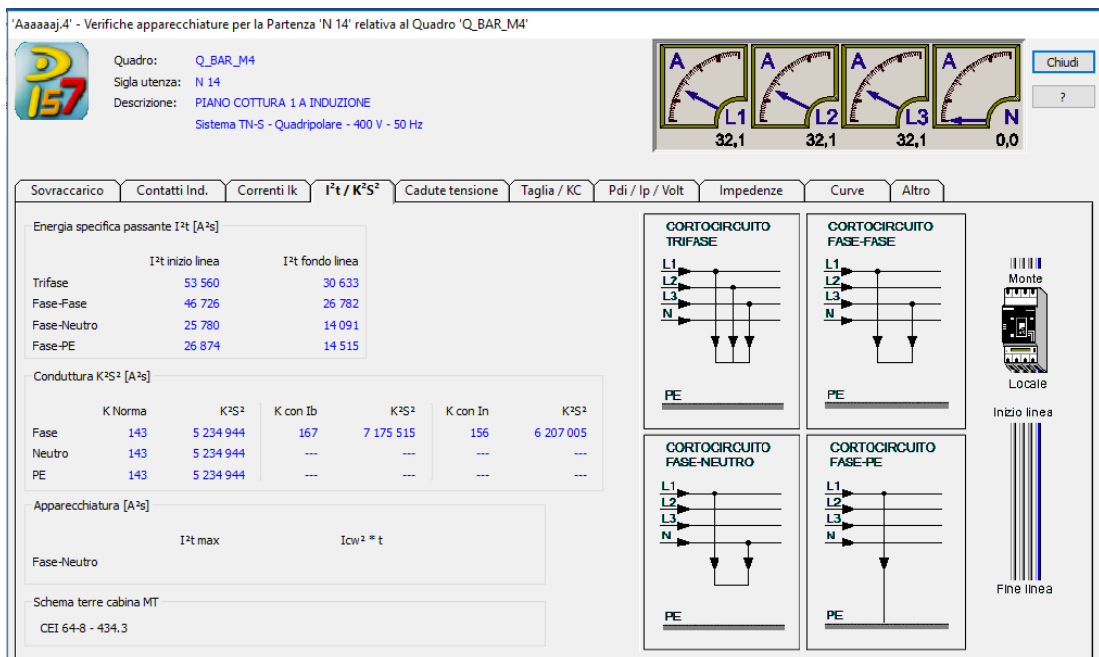 'Aaaaaaj.4' - Verifiche apparecchiature per la Partenza 'N 14' relativa al Quadro 'Q_BAR_M4'
Quadro: Q_BAR_M4
Sigla utenza: N 14
Descrizione: PIANO COTTURA 1 A INDUZIONE
Sistema TN-S - Quadripolare - 400 V - 50 Hz
A A A A
L1 L2 L3 N
32,1 32,1 32,1 0,0
Chiudi
?
Sovraccarico Contatti Ind. Correnti Ik I²t / K²S² Cadute tensione Taglia / KC Pdi / Ip / Volt Impedenze Curve Altro
Energia specifica passante I²t [A²s]
I²t inizio linea I²t fondo linea
Trifase 53 560 30 633
Fase-Fase 46 726 26 782
Fase-Neutro 25 780 14 091
Fase-PE 26 874 14 515
Conduttura K²S² [A²s]
K Norma K²S² K con Ib K²S² K con In K²S²
Fase 143 5 234 944 167 7 175 515 156 6 207 005
Neutro 143 5 234 944 --- --- --- ---
PE 143 5 234 944 --- --- --- ---
Apparecchiatura [A²s]
I²t max Icw² * t
Fase-Neutro
Schema terre cabina MT
CEI 64-8 - 434.3
CORTOCIRCUITO
TRIFASE
L1
L2
L3
N
PE
CORTOCIRCUITO
FASE-FASE
L1
L2
L3
N
PE
CORTOCIRCUITO
FASE-NEUTRO
L1
L2
L3
N
PE
CORTOCIRCUITO
FASE-PE
L1
L2
L3
N
PE
Monte
Locale
Inizio linea
Fine linea